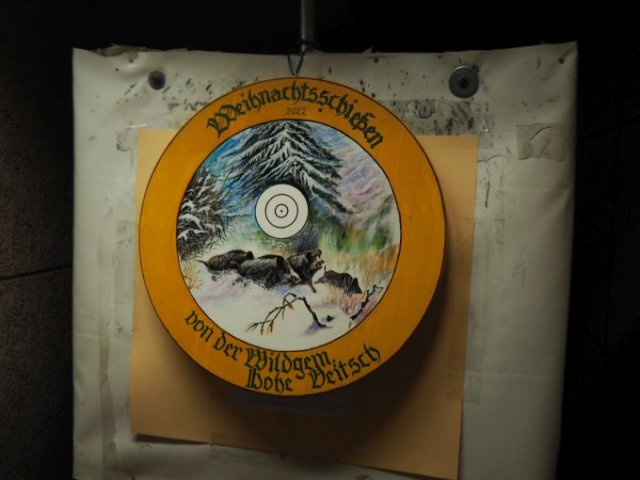 Weihnachtsschießen
2022
von der Wildgem
Hohe Veitsch